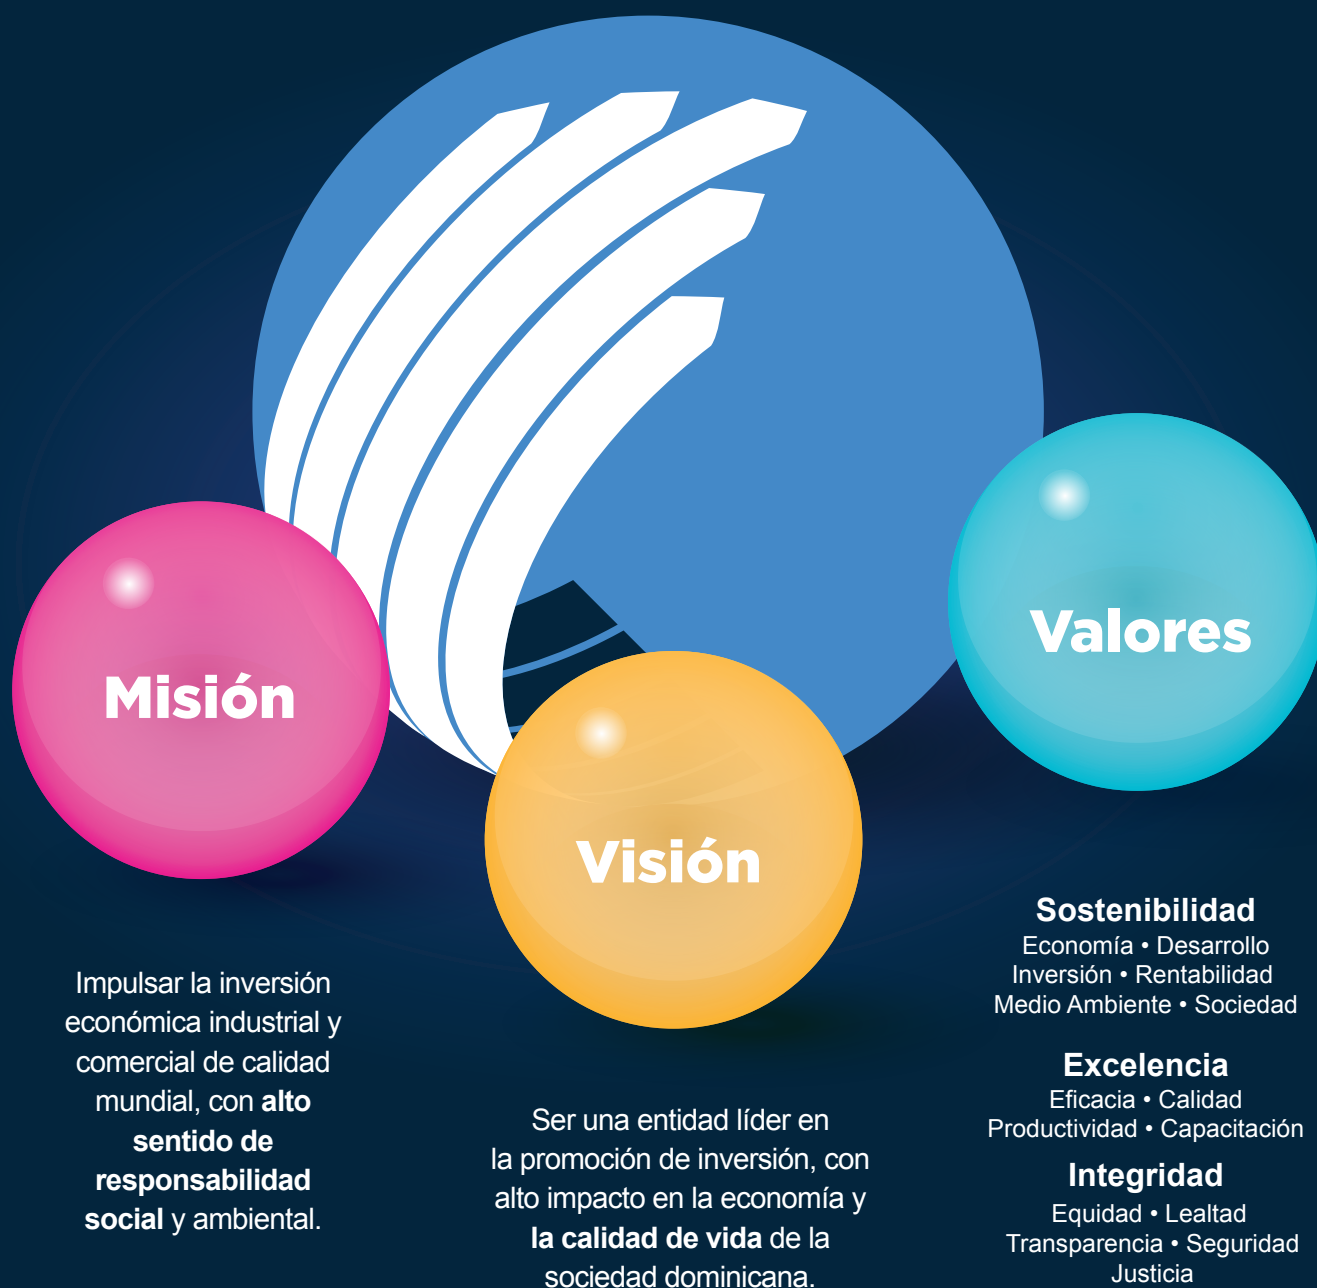 Misión
Impulsar la inversión
económica industrial y
comercial de calidad
mundial, con alto
sentido de
responsabilidad
social y ambiental.
Visión
Ser una entidad líder en
la promoción de inversión, con
alto impacto en la economía y
la calidad de vida de la
sociedad dominicana.
Valores
Sostenibilidad
Economía • Desarrollo
Inversión • Rentabilidad
Medio Ambiente • Sociedad
Excelencia
Eficacia • Calidad
Productividad • Capacitación
Integridad
Equidad • Lealtad
Transparencia • Seguridad
Justicia